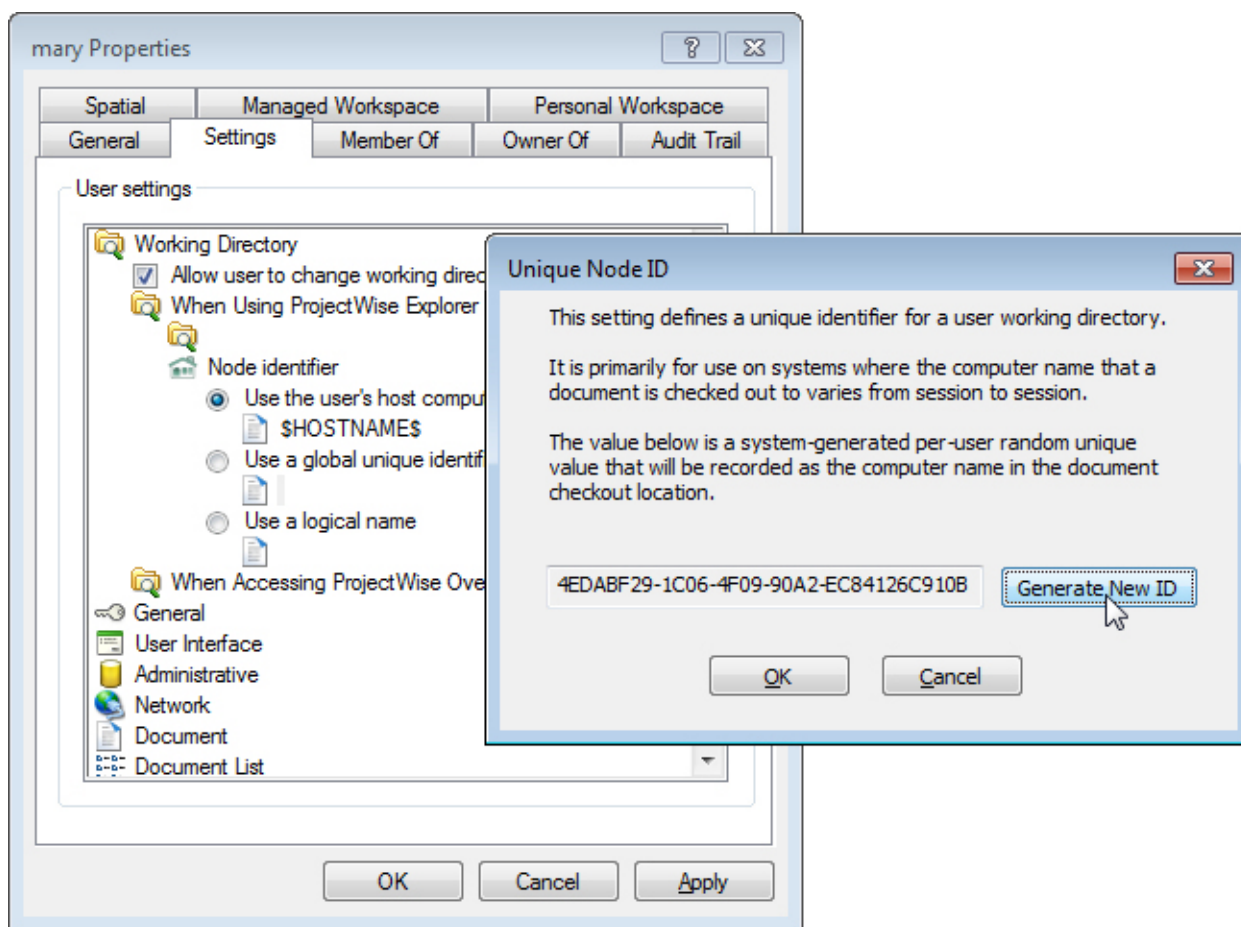 mary Properties
Spatial Managed Workspace Personal Workspace
General Settings Member Of Owner Of Audit Trail
User settings
Working Directory
Allow user to change working direc
When Using ProjectWise Explorer
Node identifier
Use the user's host compu
$HOSTNAME$
Use a global unique identif
Use a logical name
When Accessing ProjectWise Ove
General
User Interface
Administrative
Network
Document
Document List
OK Cancel Apply
Unique Node ID
This setting defines a unique identifier for a user working directory.
It is primarily for use on systems where the computer name that a
document is checked out to varies from session to session.
The value below is a system-generated per-user random unique
value that will be recorded as the computer name in the document
checkout location.
4EDABF29-1C06-4F09-90A2-EC84126C910B Generate New ID
OK Cancel